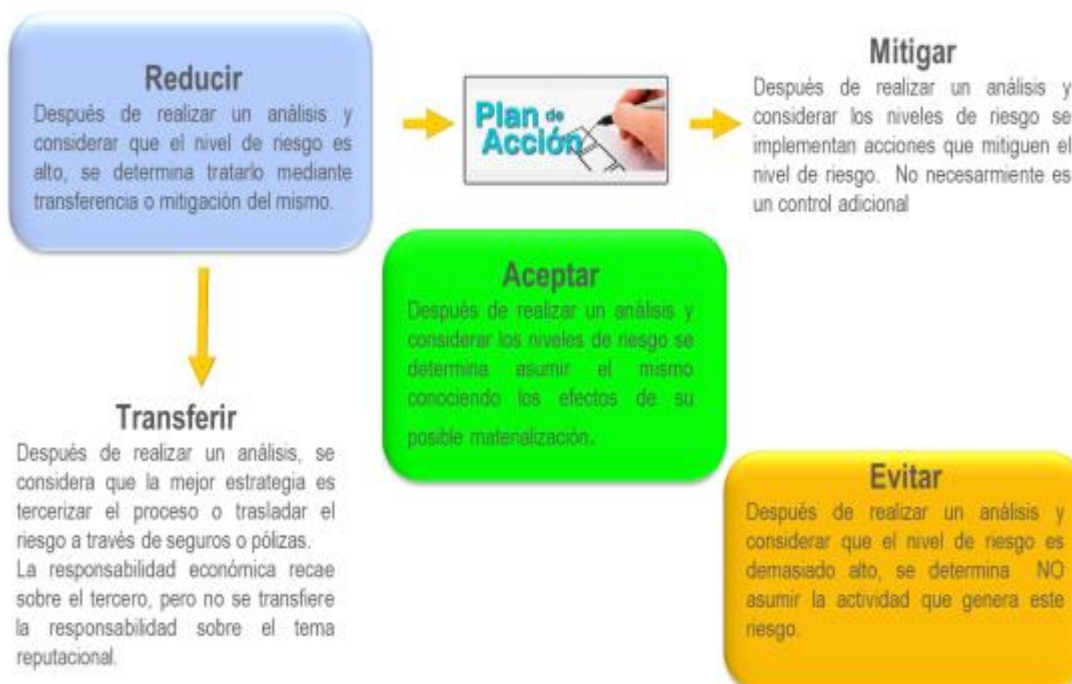 Reducir
Después de realizar un análisis y
considerar que el nivel de riesgo es
alto, se determina tratarlo mediante
transferencia o mitigación del mismo.
Plan de
Acción
Mitigar
Después de realizar un análisis y
considerar los niveles de riesgo se
implementan acciones que mitiguen el
nivel de riesgo. No necesarmiente es
un control adicional
Aceptar
Después de realizar un análisis y
considerar los niveles de riesgo se
determina asumir el mismo
conociendo los efectos de su
posible materialización.
Transferir
Después de realizar un análisis, se
considera que la mejor estrategia es
tercerizar el proceso o trasladar el
riesgo a través de seguros o pólizas.
La responsabilidad económica recae
sobre el tercero, pero no se transfiere
la responsabilidad sobre el tema
reputacional.
Evitar
Después de realizar un análisis y
considerar que el nivel de riesgo es
demasiado alto, se determina NO
asumir la actividad que genera este
riesgo.